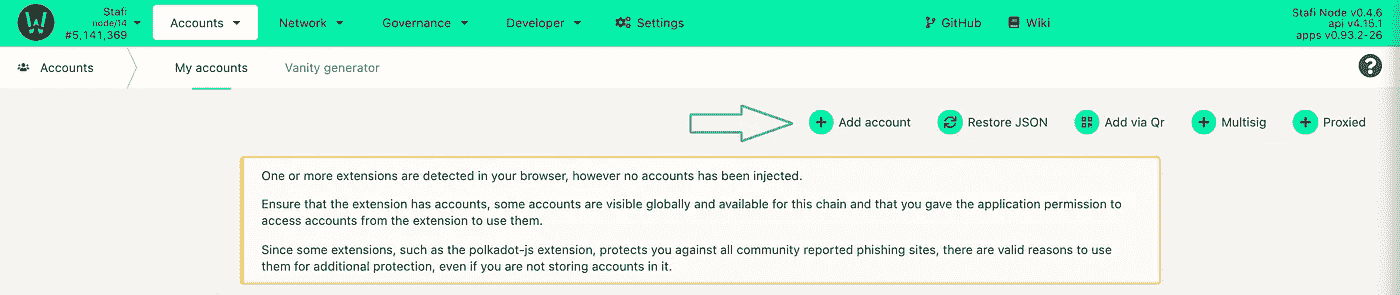 Stafi
node/14
#5,141,369
Accounts
Network
Governance
Developer
Settings
GitHub
Wiki
Stafi Node v0.4.6
api v4.15.1
apps v0.93.2-26
Accounts
My accounts
Vanity generator
Add account
Restore JSON
Add via Qr
Multisig
Proxied
One or more extensions are detected in your browser, however no accounts has been injected.
Ensure that the extension has accounts, some accounts are visible globally and available for this chain and that you gave the application permission to
access accounts from the extension to use them.
Since some extensions, such as the polkadot-js extension, protects you against all community reported phishing sites, there are valid reasons to use
them for additional protection, even if you are not storing accounts in it.